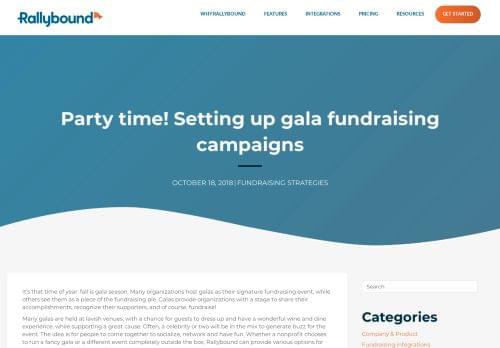 Rallybound
WHY RALLYBOUND FEATURES INTEGRATIONS PRICING RESOURCES GET STARTED
Party time! Setting up gala fundraising
campaigns
OCTOBER 18, 2018 | FUNDRAISING STRATEGIES
It's that time of year: fall is gala season. Many organizations host galas as their signature fundraising event, while
others see them as a piece of the fundraising pie. Galas provide organizations with a stage to share their
accomplishments, recognize their supporters, and of course, fundraise!
Many galas are held at lavish venues, with a chance for guests to dress up and have a wonderful wine and dine
experience, while supporting a great cause. Often, a celebrity or two will be in the mix to generate buzz for the
event. The idea is for people to come together to socialize, network and have fun. Whether a nonprofit chooses
to run a fancy gala or a different event completely outside the box, Rallybound can provide various options for
Search
Categories
Company & Product
Fundraising Integrations